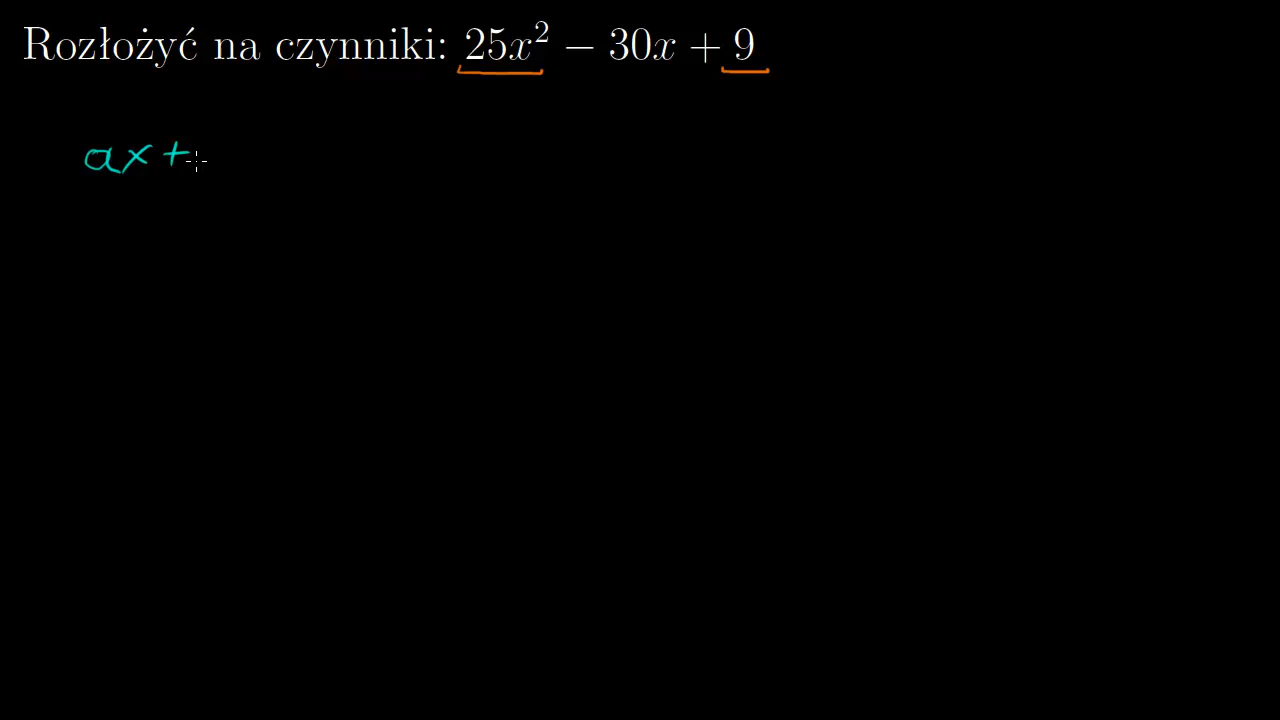 Rozłożyć na czynniki: 25x² − 30x + 9
ax +